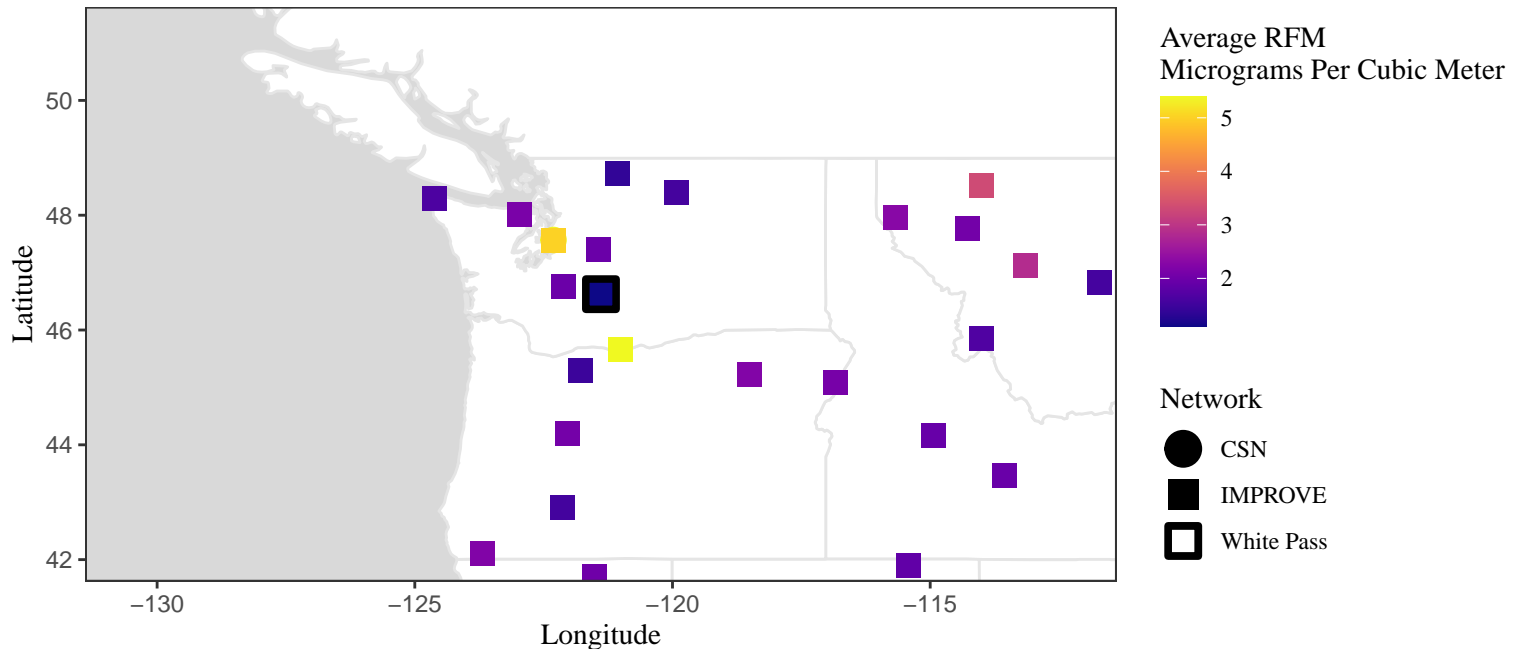 Average RFM
Micrograms Per Cubic Meter
5
4
3
2
Network
CSN
IMPROVE
White Pass
Latitude
50
48
46
44
42
−130
−125
−120
−115
Longitude